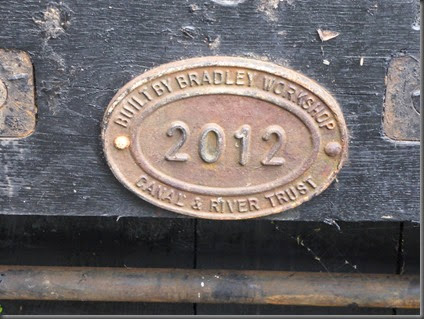 BUILT BY BRADLEY WORKSHOP
2012
CANAL & RIVER TRUST